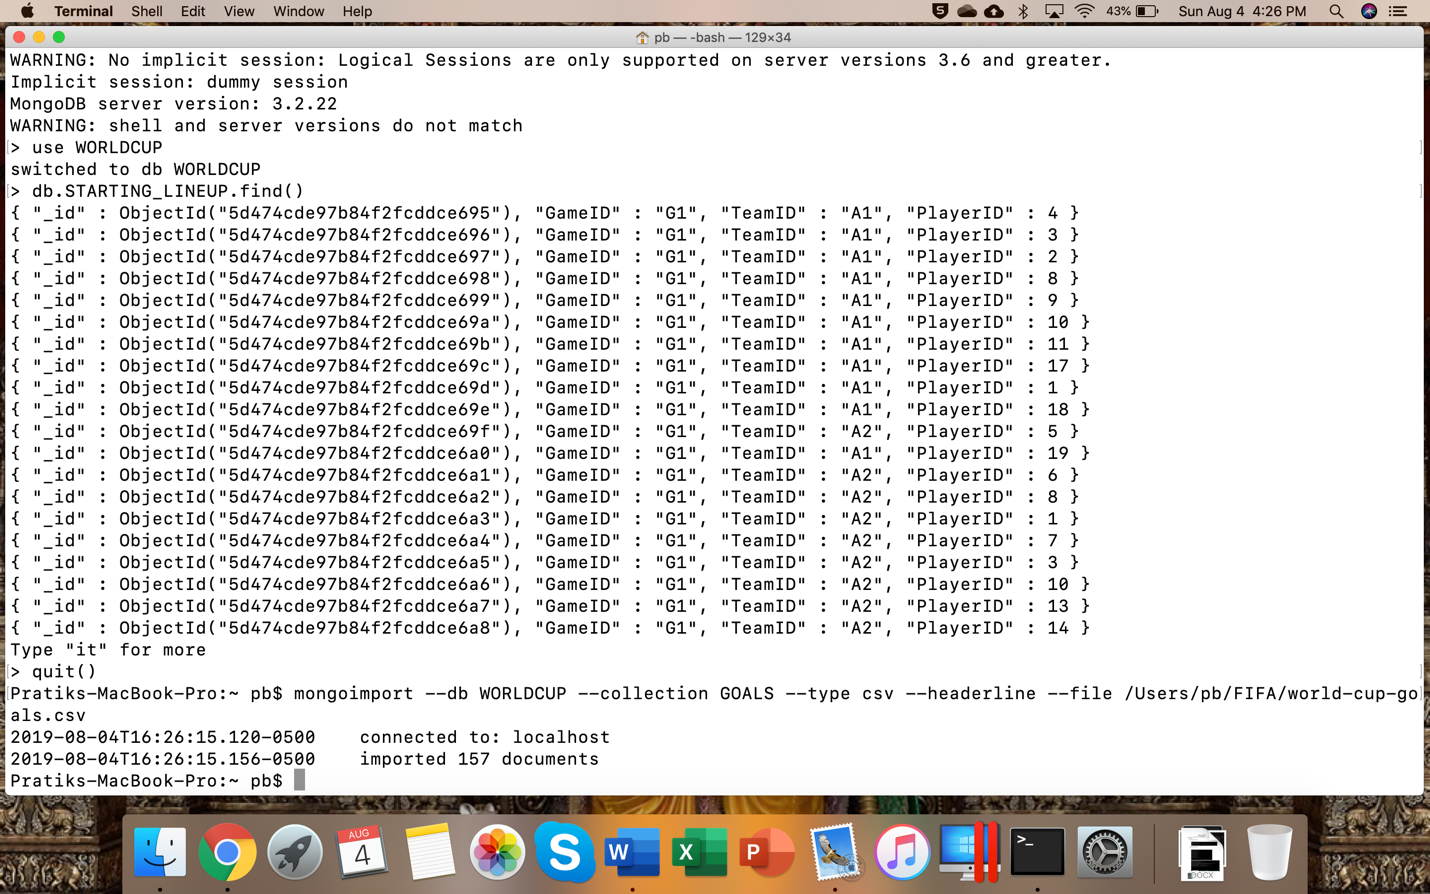 Terminal Shell Edit View Window Help 43% Sun Aug 4 4:26 PM
pb — -bash — 129×34
WARNING: No implicit session: Logical Sessions are only supported on server versions 3.6 and greater.
Implicit session: dummy session
MongoDB server version: 3.2.22
WARNING: shell and server versions do not match
> use WORLDCUP
switched to db WORLDCUP
> db.STARTING_LINEUP.find()
{ "_id" : ObjectId("5d474cde97b84f2fcddce695"), "GameID" : "G1", "TeamID" : "A1", "PlayerID" : 4 }
{ "_id" : ObjectId("5d474cde97b84f2fcddce696"), "GameID" : "G1", "TeamID" : "A1", "PlayerID" : 3 }
{ "_id" : ObjectId("5d474cde97b84f2fcddce697"), "GameID" : "G1", "TeamID" : "A1", "PlayerID" : 2 }
{ "_id" : ObjectId("5d474cde97b84f2fcddce698"), "GameID" : "G1", "TeamID" : "A1", "PlayerID" : 8 }
{ "_id" : ObjectId("5d474cde97b84f2fcddce699"), "GameID" : "G1", "TeamID" : "A1", "PlayerID" : 9 }
{ "_id" : ObjectId("5d474cde97b84f2fcddce69a"), "GameID" : "G1", "TeamID" : "A1", "PlayerID" : 10 }
{ "_id" : ObjectId("5d474cde97b84f2fcddce69b"), "GameID" : "G1", "TeamID" : "A1", "PlayerID" : 11 }
{ "_id" : ObjectId("5d474cde97b84f2fcddce69c"), "GameID" : "G1", "TeamID" : "A1", "PlayerID" : 17 }
{ "_id" : ObjectId("5d474cde97b84f2fcddce69d"), "GameID" : "G1", "TeamID" : "A1", "PlayerID" : 1 }
{ "_id" : ObjectId("5d474cde97b84f2fcddce69e"), "GameID" : "G1", "TeamID" : "A1", "PlayerID" : 18 }
{ "_id" : ObjectId("5d474cde97b84f2fcddce69f"), "GameID" : "G1", "TeamID" : "A2", "PlayerID" : 5 }
{ "_id" : ObjectId("5d474cde97b84f2fcddce6a0"), "GameID" : "G1", "TeamID" : "A1", "PlayerID" : 19 }
{ "_id" : ObjectId("5d474cde97b84f2fcddce6a1"), "GameID" : "G1", "TeamID" : "A2", "PlayerID" : 6 }
{ "_id" : ObjectId("5d474cde97b84f2fcddce6a2"), "GameID" : "G1", "TeamID" : "A2", "PlayerID" : 8 }
{ "_id" : ObjectId("5d474cde97b84f2fcddce6a3"), "GameID" : "G1", "TeamID" : "A2", "PlayerID" : 1 }
{ "_id" : ObjectId("5d474cde97b84f2fcddce6a4"), "GameID" : "G1", "TeamID" : "A2", "PlayerID" : 7 }
{ "_id" : ObjectId("5d474cde97b84f2fcddce6a5"), "GameID" : "G1", "TeamID" : "A2", "PlayerID" : 3 }
{ "_id" : ObjectId("5d474cde97b84f2fcddce6a6"), "GameID" : "G1", "TeamID" : "A2", "PlayerID" : 10 }
{ "_id" : ObjectId("5d474cde97b84f2fcddce6a7"), "GameID" : "G1", "TeamID" : "A2", "PlayerID" : 13 }
{ "_id" : ObjectId("5d474cde97b84f2fcddce6a8"), "GameID" : "G1", "TeamID" : "A2", "PlayerID" : 14 }
Type "it" for more
> quit()
Pratiks-MacBook-Pro:~ pb$ mongoimport --db WORLDCUP --collection GOALS --type csv --headerline --file /Users/pb/FIFA/world-cup-go
als.csv
2019-08-04T16:26:15.120-0500 connected to: localhost
2019-08-04T16:26:15.156-0500 imported 157 documents
Pratiks-MacBook-Pro:~ pb$
AUG
4
S
W
X
P
>_
DOCX